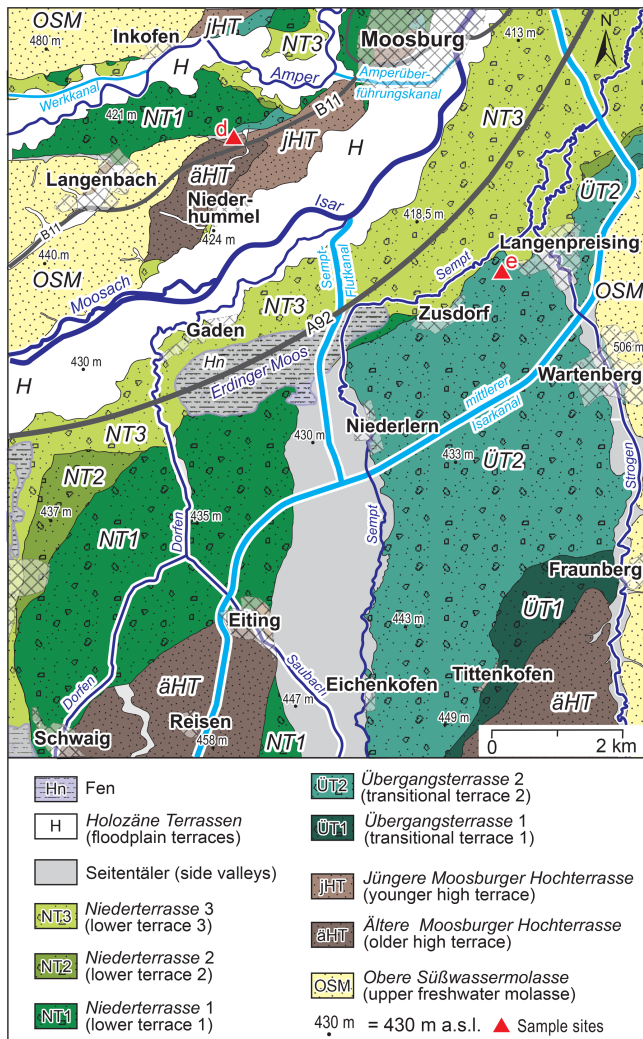 OSM
480 m
Inkofen
jHT
NT3
Moosburg
413 m
N
H
Amper
Amperüber-
führungskanal
Werkkanal
421 m
NT1
B11
NT3
d
jHT
H
äHT
Langenbach
Nieder-
hummel
424 m
Isar
418,5 m
ÜT2
B11
440 m
OSM
Moosach
Sempt-
Flutkanal
Sempt
Langenpreising
e
OSM
NT3
A92
Zusdorf
Gaden
Hn
Erdinger Moos
506 m
430 m
H
Wartenberg
mittlerer
Isarkanal
NT3
Niederlern
430 m
433 m
ÜT2
Strogen
NT2
437 m
NT1
435 m
Dorfen
Sempt
Fraunberg
ÜT1
Eiting
443 m
Saubach
äHT
Dorfen
Eichenkofen
Tittenkofen
äHT
447 m
449 m
Schwaig
Reisen
458 m
NT1
0
2 km
Hn
Fen
H
Holozäne Terrassen
(floodplain terraces)
Seitentäler (side valleys)
NT3
Niederterrasse 3
(lower terrace 3)
NT2
Niederterrasse 2
(lower terrace 2)
NT1
Niederterrasse 1
(lower terrace 1)
ÜT2
Übergangsterrasse 2
(transitional terrace 2)
ÜT1
Übergangsterrasse 1
(transitional terrace 1)
jHT
Jüngere Moosburger Hochterrasse
(younger high terrace)
äHT
Ältere Moosburger Hochterrasse
(older high terrace)
OSM
Obere Süßwassermolasse
(upper freshwater molasse)
430 m = 430 m a.s.l.
Sample sites